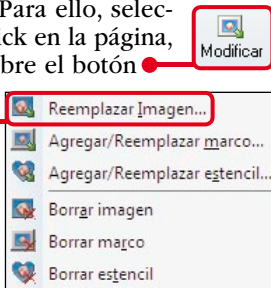 Para ello, selec-
ick en la página,
bre el botón
Modificar
Reemplazar Imagen...
Agregar/Reemplazar marco...
Agregar/Reemplazar estencil...
Borrar imagen
Borrar marco
Borrar estencil